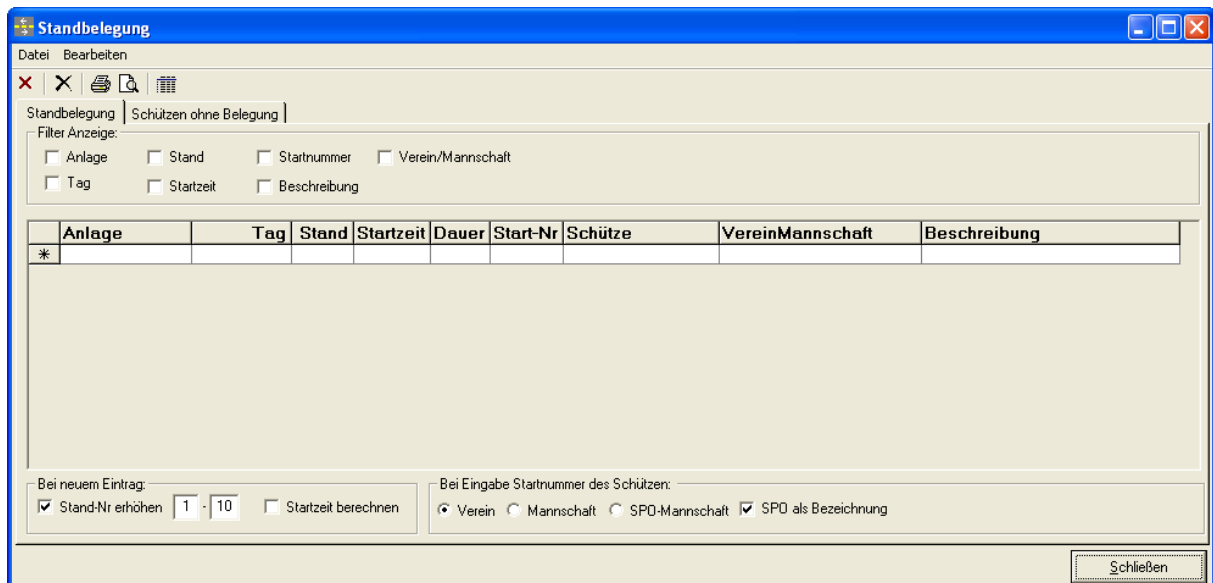 Standbelegung
Datei Bearbeiten
Standbelegung Schützen ohne Belegung
Filter Anzeige:
Anlage Stand Startnummer Verein/Mannschaft
Tag Startzeit Beschreibung
Anlage Tag Stand Startzeit Dauer Start-Nr Schütze VereinMannschaft Beschreibung
Bei neuem Eintrag:
Stand-Nr erhöhen 1 - 10 Startzeit berechnen
Bei Eingabe Startnummer des Schützen:
Verein Mannschaft SPO-Mannschaft SPO als Bezeichnung
Schließen